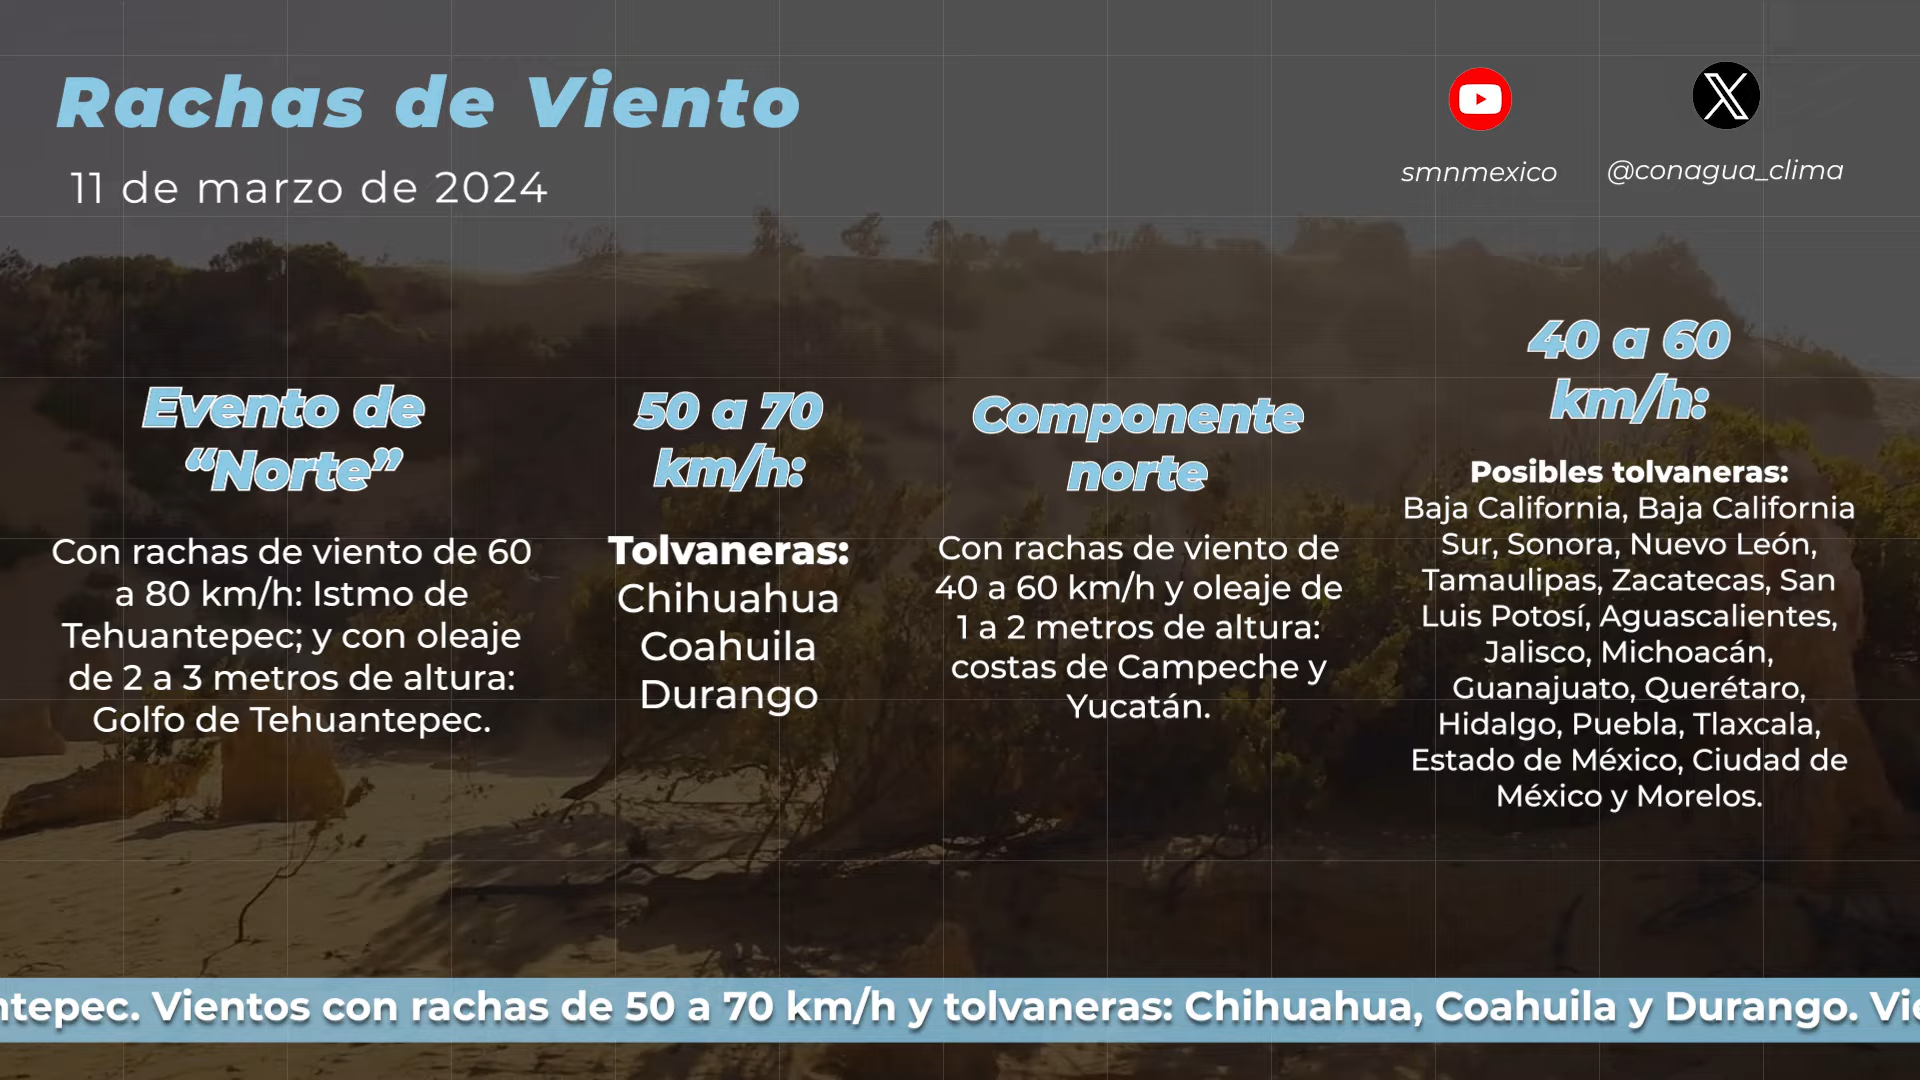 Rachas de Viento
11 de marzo de 2024
smnmexico
@conagua_clima
Evento de
“Norte”
Con rachas de viento de 60
a 80 km/h: Istmo de
Tehuantepec; y con oleaje
de 2 a 3 metros de altura:
Golfo de Tehuantepec.
50 a 70
km/h:
Tolvaneras:
Chihuahua
Coahuila
Durango
Componente
norte
Con rachas de viento de
40 a 60 km/h y oleaje de
1 a 2 metros de altura:
costas de Campeche y
Yucatán.
40 a 60
km/h:
Posibles tolvaneras:
Baja California, Baja California
Sur, Sonora, Nuevo León,
Tamaulipas, Zacatecas, San
Luis Potosí, Aguascalientes,
Jalisco, Michoacán,
Guanajuato, Querétaro,
Hidalgo, Puebla, Tlaxcala,
Estado de México, Ciudad de
México y Morelos.
ntepec. Vientos con rachas de 50 a 70 km/h y tolvaneras: Chihuahua, Coahuila y Durango. Vie